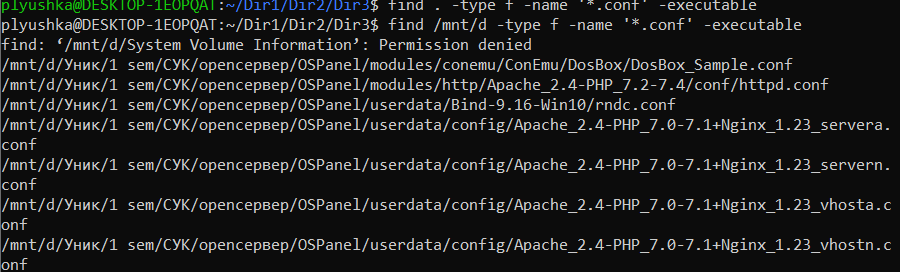 plyushka@DESKTOP-1EOPQAT:~/Dir1/Dir2/Dir3$ find . -type f -name '*.conf' -executable
plyushka@DESKTOP-1EOPQAT:~/Dir1/Dir2/Dir3$ find /mnt/d -type f -name '*.conf' -executable
find: ‘/mnt/d/System Volume Information’: Permission denied
/mnt/d/Уник/1 sem/СУК/оренсервер/OSPanel/modules/conemu/ConEmu/DosBox/DosBox_Sample.conf
/mnt/d/Уник/1 sem/СУК/оренсервер/OSPanel/modules/http/Apache_2.4-PHP_7.2-7.4/conf/httpd.conf
/mnt/d/Уник/1 sem/СУК/оренсервер/OSPanel/userdata/Bind-9.16-Win10/rndc.conf
/mnt/d/Уник/1 sem/СУК/оренсервер/OSPanel/userdata/config/Apache_2.4-PHP_7.0-7.1+Nginx_1.23_servera.
conf
/mnt/d/Уник/1 sem/СУК/оренсервер/OSPanel/userdata/config/Apache_2.4-PHP_7.0-7.1+Nginx_1.23_servern.
conf
/mnt/d/Уник/1 sem/СУК/оренсервер/OSPanel/userdata/config/Apache_2.4-PHP_7.0-7.1+Nginx_1.23_vhosta.c
onf
/mnt/d/Уник/1 sem/СУК/оренсервер/OSPanel/userdata/config/Apache_2.4-PHP_7.0-7.1+Nginx_1.23_vhostn.c
onf